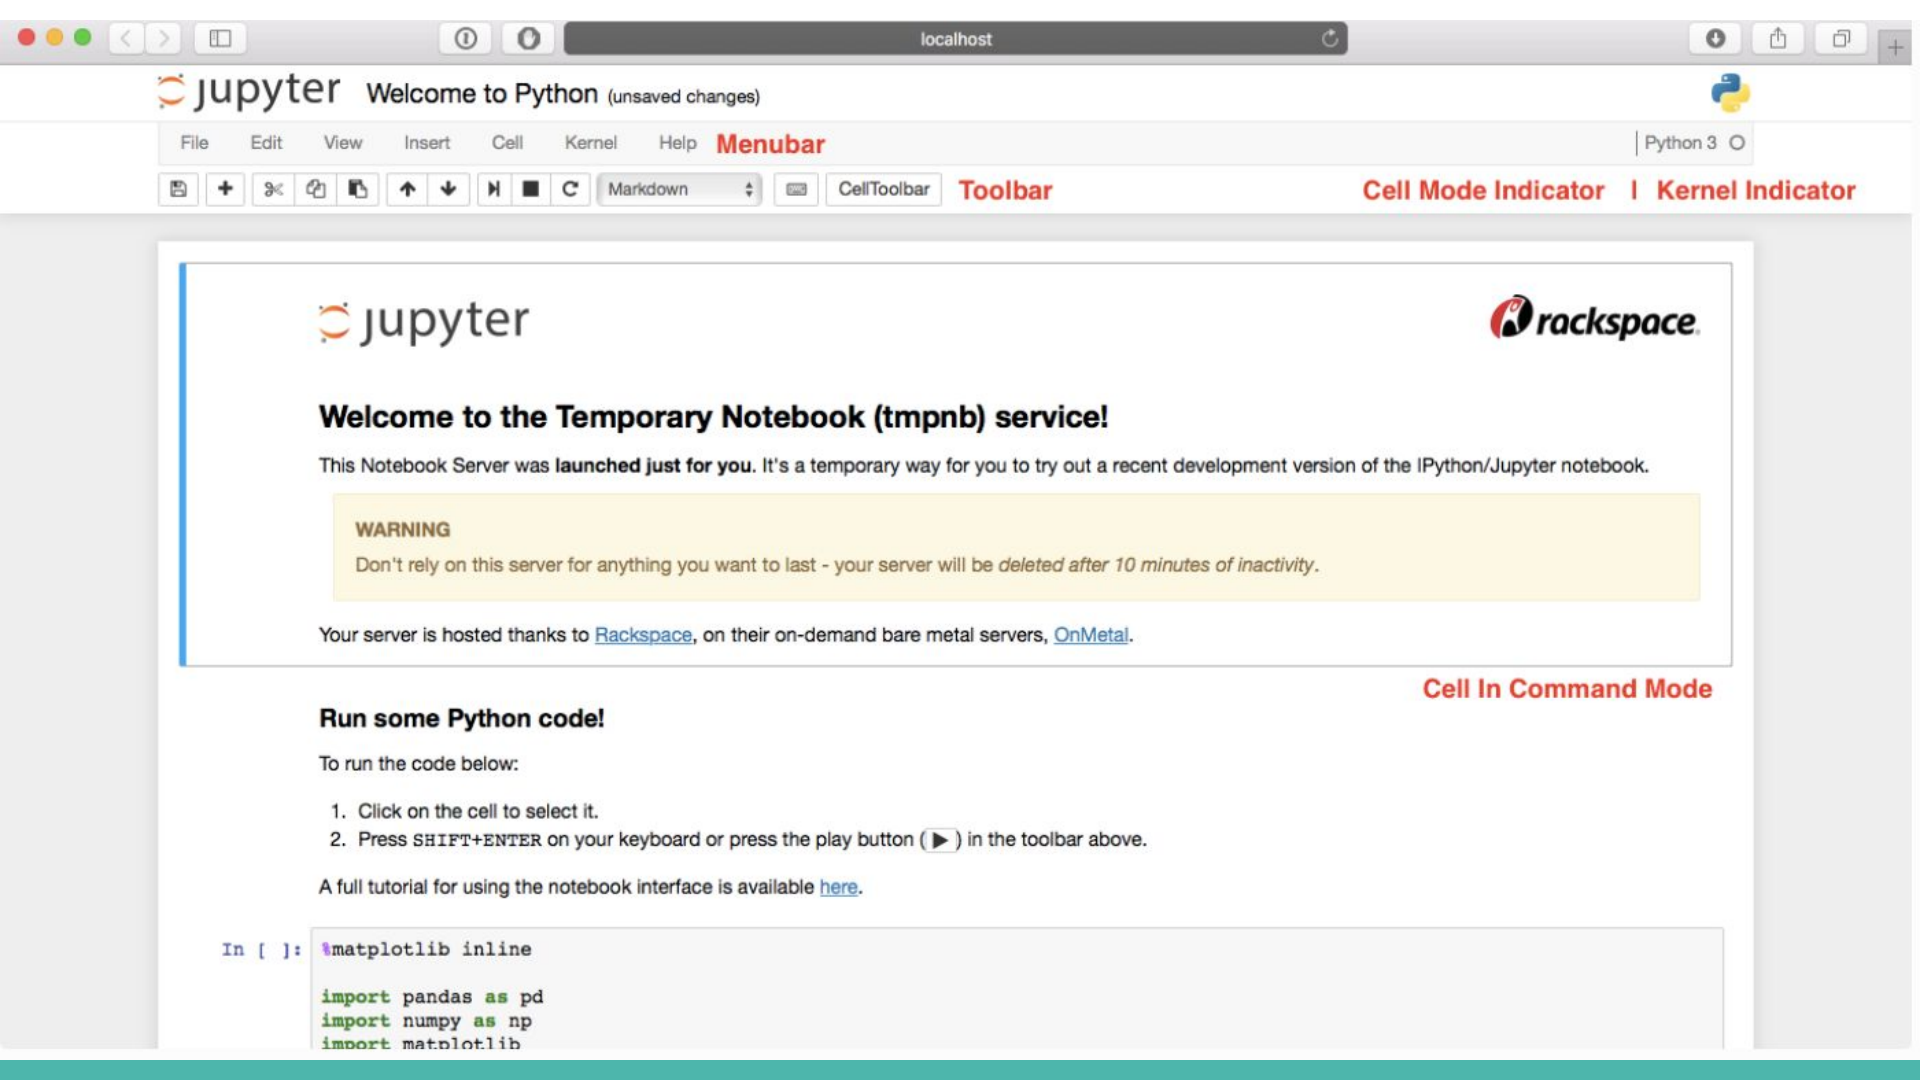 localhost
jupyter Welcome to Python (unsaved changes)
File Edit View Insert Cell Kernel Help Menubar Python 3
Markdown CellToolbar Toolbar Cell Mode Indicator | Kernel Indicator
jupyter rackspace.
Welcome to the Temporary Notebook (tmpnb) service!
This Notebook Server was launched just for you. It's a temporary way for you to try out a recent development version of the IPython/Jupyter notebook.
WARNING
Don't rely on this server for anything you want to last - your server will be deleted after 10 minutes of inactivity.
Your server is hosted thanks to Rackspace, on their on-demand bare metal servers, OnMetal.
Cell In Command Mode
Run some Python code!
To run the code below:
1. Click on the cell to select it.
2. Press SHIFT+ENTER on your keyboard or press the play button ( ) in the toolbar above.
A full tutorial for using the notebook interface is available here.
In [ ]: %matplotlib inline
import pandas as pd
import numpy as np
import matplotlib